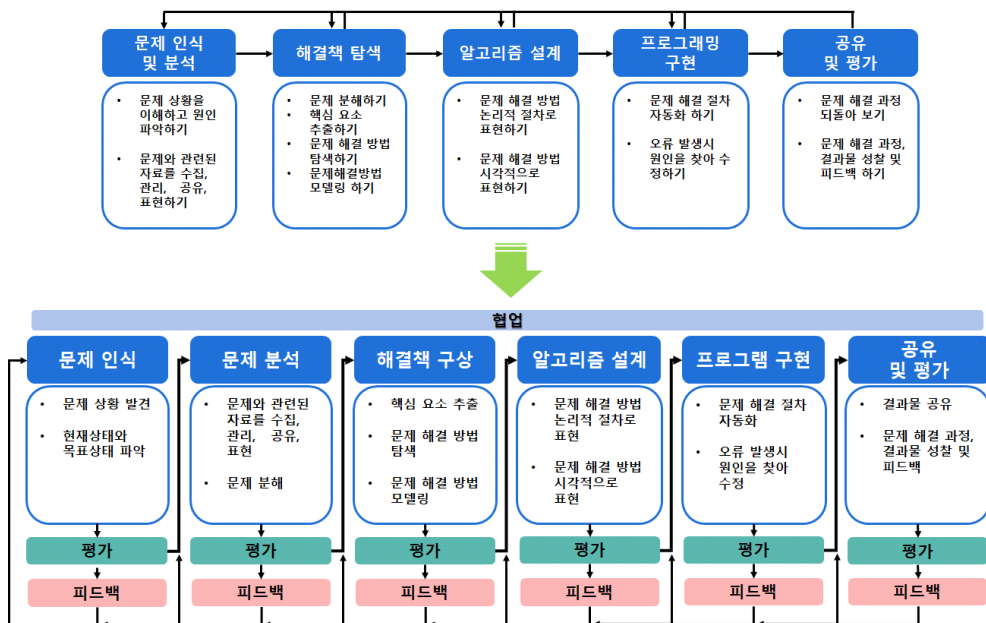 문제 인식
및 분석
해결책 탐색
알고리즘 설계
프로그래밍
구현
공유
및 평가
• 문제 상황을
이해하고 원인
파악하기
• 문제와 관련된
자료를 수집,
관리, 공유,
표현하기
• 문제 분해하기
• 핵심 요소
추출하기
• 문제 해결 방법
탐색하기
• 문제해결방법
모델링 하기
• 문제 해결 방법
논리적 절차로
표현하기
• 문제 해결 방법
시각적으로
표현하기
• 문제 해결 절차
자동화 하기
• 오류 발생시
원인을 찾아 수
정하기
• 문제 해결 과정
되돌아 보기
• 문제 해결 과정,
결과물 성찰 및
피드백 하기
협업
문제 인식
문제 분석
해결책 구상
알고리즘 설계
프로그램 구현
공유
및 평가
• 문제 상황 발견
• 현재상태와
목표상태 파악
• 문제와 관련된
자료를 수집,
관리, 공유,
표현
• 문제 분해
• 핵심 요소 추출
• 문제 해결 방법
탐색
• 문제 해결 방법
모델링
• 문제 해결 방법
논리적 절차로
표현
• 문제 해결 방법
시각적으로
표현
• 문제 해결 절차
자동화
• 오류 발생시
원인을 찾아
수정
• 결과물 공유
• 문제 해결 과정,
결과물 성찰 및
피드백
평가
평가
평가
평가
평가
평가
피드백
피드백
피드백
피드백
피드백
피드백